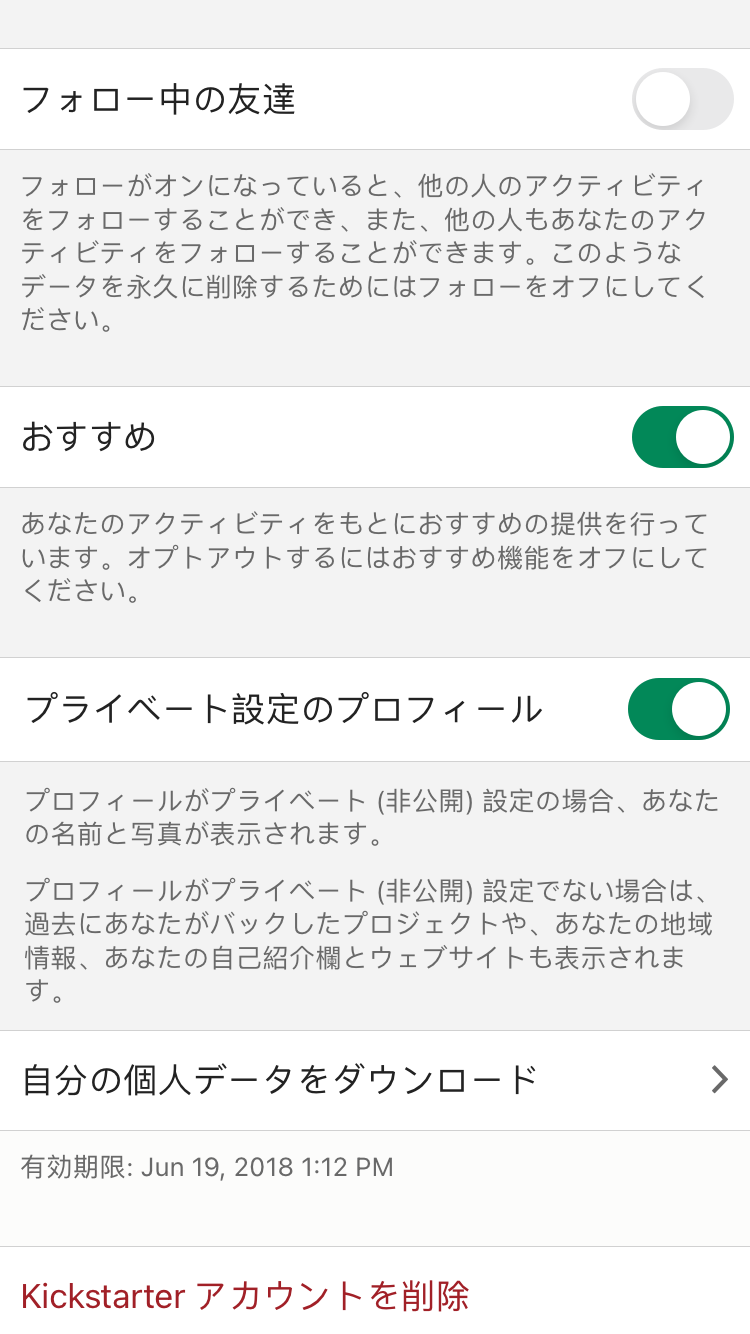 フォロー中の友達
フォローがオンになっていると、他の人のアクティビティ
をフォローすることができ、また、他の人もあなたのアク
ティビティをフォローすることができます。このような
データを永久に削除するためにはフォローをオフにしてく
ださい。
おすすめ
あなたのアクティビティをもとにおすすめの提供を行って
います。オプトアウトするにはおすすめ機能をオフにして
ください。
プライベート設定のプロフィール
プロフィールがプライベート (非公開) 設定の場合、あなた
の名前と写真が表示されます。
プロフィールがプライベート (非公開) 設定でない場合は、
過去にあなたがバックしたプロジェクトや、あなたの地域
情報、あなたの自己紹介欄とウェブサイトも表示されま
す。
自分の個人データをダウンロード
有効期限: Jun 19, 2018 1:12 PM
Kickstarter アカウントを削除